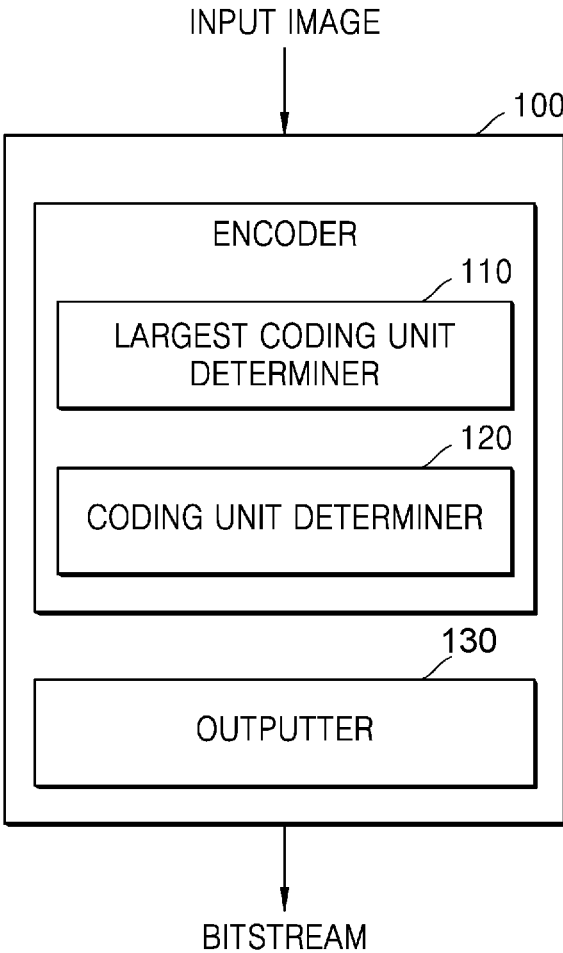 INPUT IMAGE
100
ENCODER
110
LARGEST CODING UNIT
DETERMINER
120
CODING UNIT DETERMINER
130
OUTPUTTER
BITSTREAM